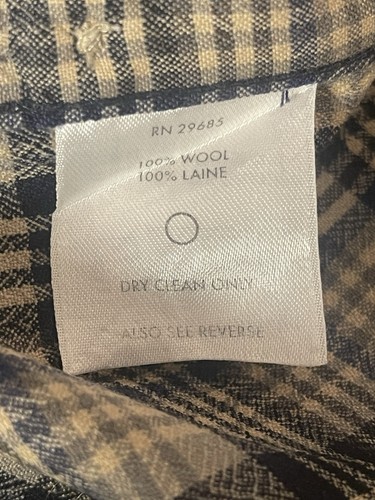 RN 29685
100% WOOL
100% LAINE
DRY CLEAN ONLY
ALSO SEE REVERSE